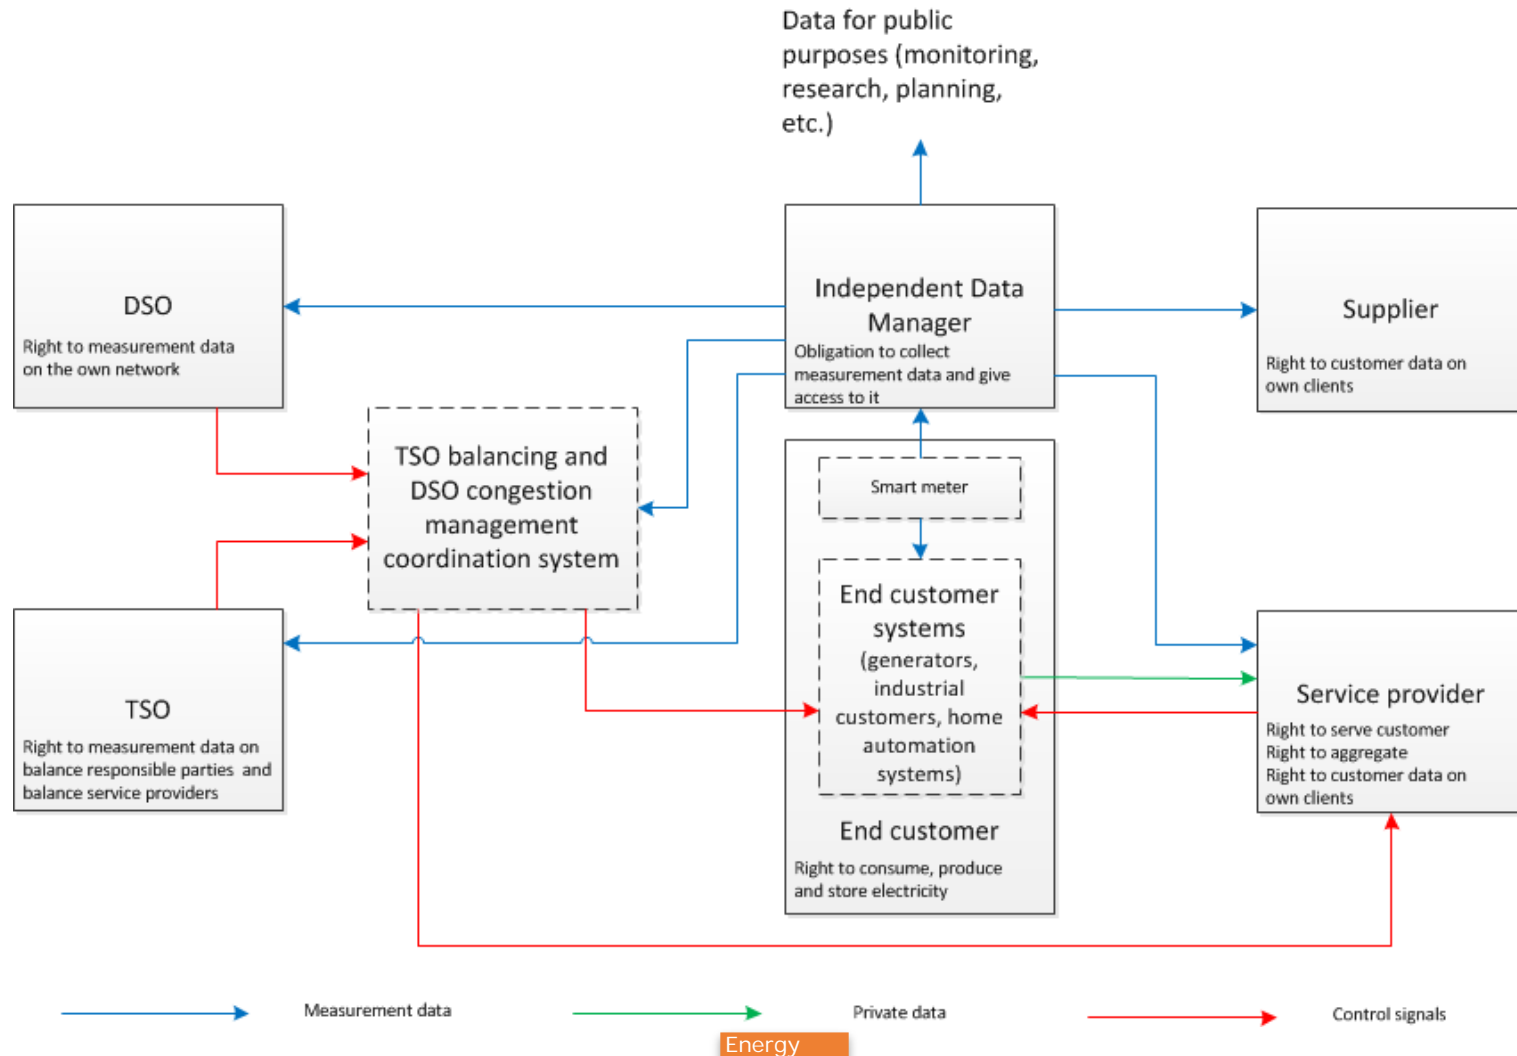 Data for public
purposes (monitoring,
research, planning,
etc.)
DSO
Right to measurement data
on the own network
Independent Data
Manager
Obligation to collect
measurement data and give
access to it
Supplier
Right to customer data on
own clients
TSO balancing and
DSO congestion
management
coordination system
Smart meter
End customer
systems
(generators,
industrial
customers, home
automation
systems)
End customer
Right to consume, produce
and store electricity
TSO
Right to measurement data on
balance responsible parties and
balance service providers
Service provider
Right to serve customer
Right to aggregate
Right to customer data on
own clients
Measurement data
Private data
Control signals
Energy